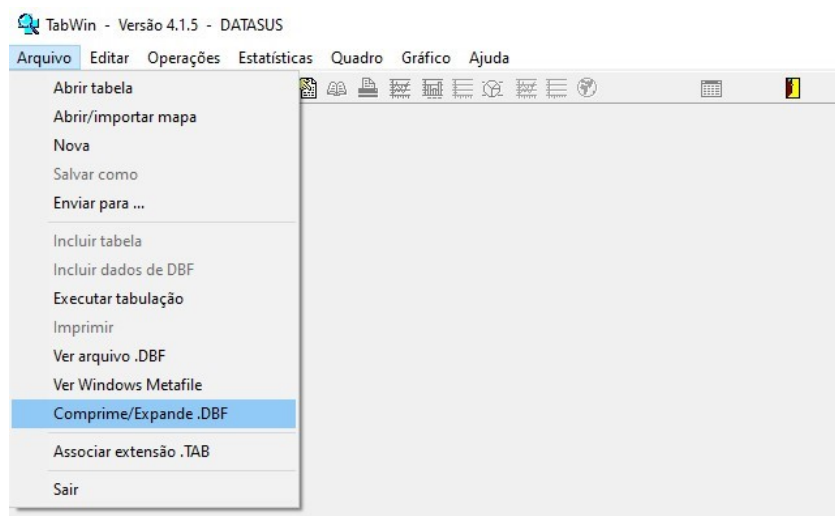 TabWin - Versão 4.1.5 - DATASUS
Arquivo Editar Operações Estatísticas Quadro Gráfico Ajuda
Abrir tabela
Abrir/importar mapa
Nova
Salvar como
Enviar para ...
Incluir tabela
Incluir dados de DBF
Executar tabulação
Imprimir
Ver arquivo .DBF
Ver Windows Metafile
Comprime/Expande .DBF
Associar extensão .TAB
Sair